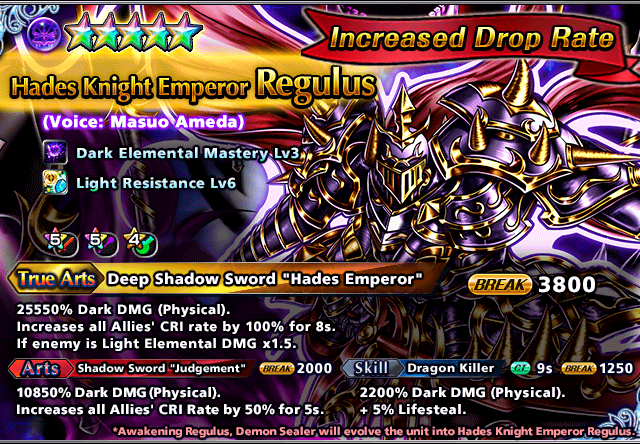 Increased Drop Rate
Hades Knight Emperor Regulus
(Voice: Masuo Ameda)
Dark Elemental Mastery Lv3
Light Resistance Lv6
5 5 4
True Arts Deep Shadow Sword "Hades Emperor" BREAK 3800
25550% Dark DMG (Physical).
Increases all Allies' CRI rate by 100% for 8s.
If enemy is Light Elemental DMG x1.5.
Arts Shadow Sword "Judgement" BREAK 2000
10850% Dark DMG (Physical).
Increases all Allies' CRI Rate by 50% for 5s.
Skill Dragon Killer CT 9s BREAK 1250
2200% Dark DMG (Physical).
+ 5% Lifesteal.
*Awakening Regulus, Demon Sealer will evolve the unit into Hades Knight Emperor Regulus.